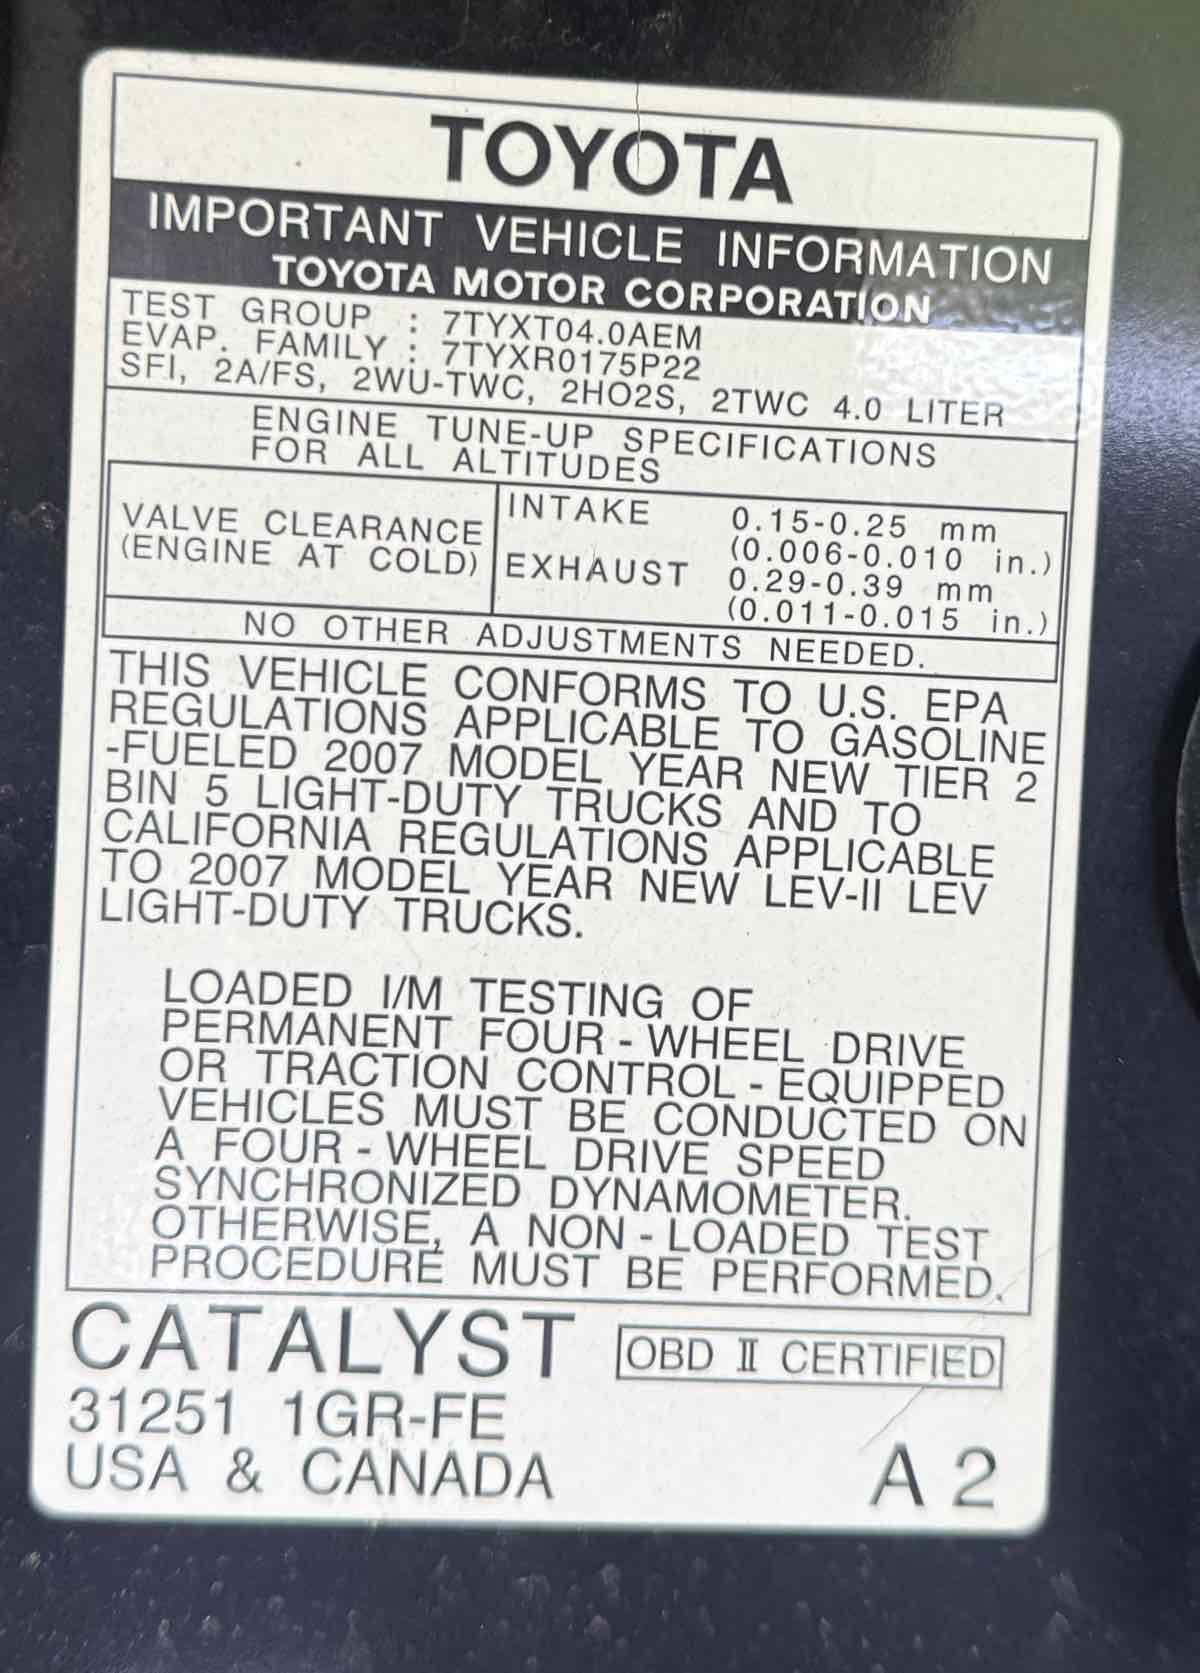 TOYOTA
IMPORTANT VEHICLE INFORMATION
TOYOTA MOTOR CORPORATION
TEST GROUP : 7TYXT04.0AEM
EVAP. FAMILY : 7TYXR0175P22
SFI, 2A/FS, 2WU-TWC, 2HO2S, 2TWC 4.0 LITER
ENGINE TUNE-UP SPECIFICATIONS
FOR ALL ALTITUDES
VALVE CLEARANCE
(ENGINE AT COLD)
INTAKE 0.15-0.25 mm
(0.006-0.010 in.)
EXHAUST 0.29-0.39 mm
(0.011-0.015 in.)
NO OTHER ADJUSTMENTS NEEDED.
THIS VEHICLE CONFORMS TO U.S. EPA
REGULATIONS APPLICABLE TO GASOLINE
-FUELED 2007 MODEL YEAR NEW TIER 2
BIN 5 LIGHT-DUTY TRUCKS AND TO
CALIFORNIA REGULATIONS APPLICABLE
TO 2007 MODEL YEAR NEW LEV-II LEV
LIGHT-DUTY TRUCKS.
LOADED I/M TESTING OF
PERMANENT FOUR - WHEEL DRIVE
OR TRACTION CONTROL - EQUIPPED
VEHICLES MUST BE CONDUCTED ON
A FOUR - WHEEL DRIVE SPEED
SYNCHRONIZED DYNAMOMETER.
OTHERWISE, A NON - LOADED TEST
PROCEDURE MUST BE PERFORMED.
CATALYST
OBD II CERTIFIED
31251 1GR-FE
USA & CANADA
A 2